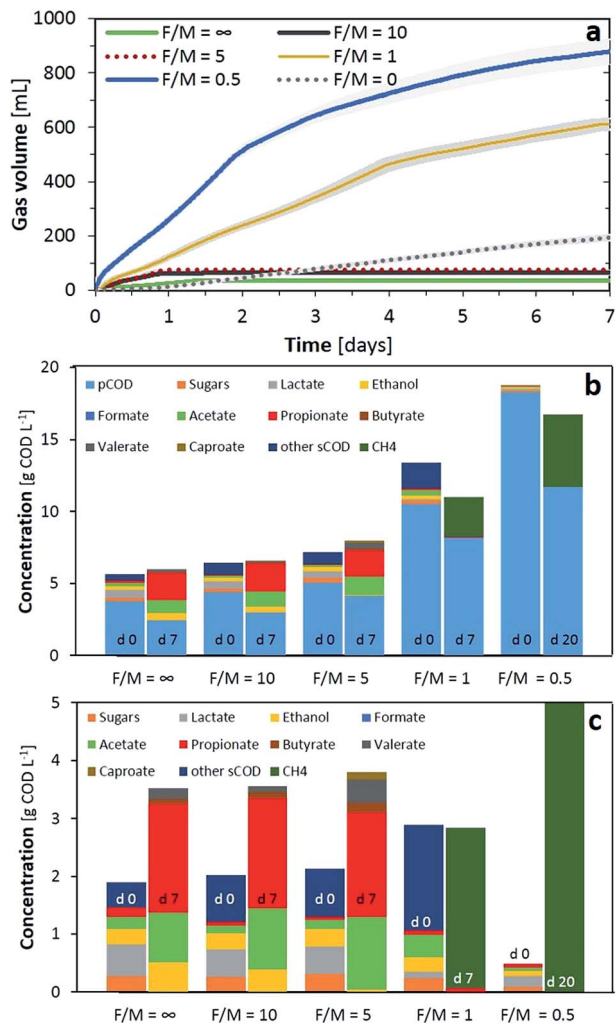 F/M = ∞ F/M = 10 a
F/M = 5 F/M = 1
F/M = 0.5 F/M = 0
Gas volume [mL]
1000
800
600
400
200
0
0 1 2 3 4 5 6 7
Time [days]
b
pCOD Sugars Lactate Ethanol
Formate Acetate Propionate Butyrate
Valerate Caproate other sCOD CH4
Concentration [g COD L⁻¹]
20
15
10
5
0
d 0 d 7 d 0 d 7 d 0 d 7 d 0 d 7 d 0 d 20
F/M = ∞ F/M = 10 F/M = 5 F/M = 1 F/M = 0.5
c
Sugars Lactate Ethanol Formate
Acetate Propionate Butyrate Valerate
Caproate other sCOD CH4
Concentration [g COD L⁻¹]
5
4
3
2
1
0
d 0 d 7 d 0 d 7 d 0 d 7 d 0 d 7 d 0 d 20
F/M = ∞ F/M = 10 F/M = 5 F/M = 1 F/M = 0.5